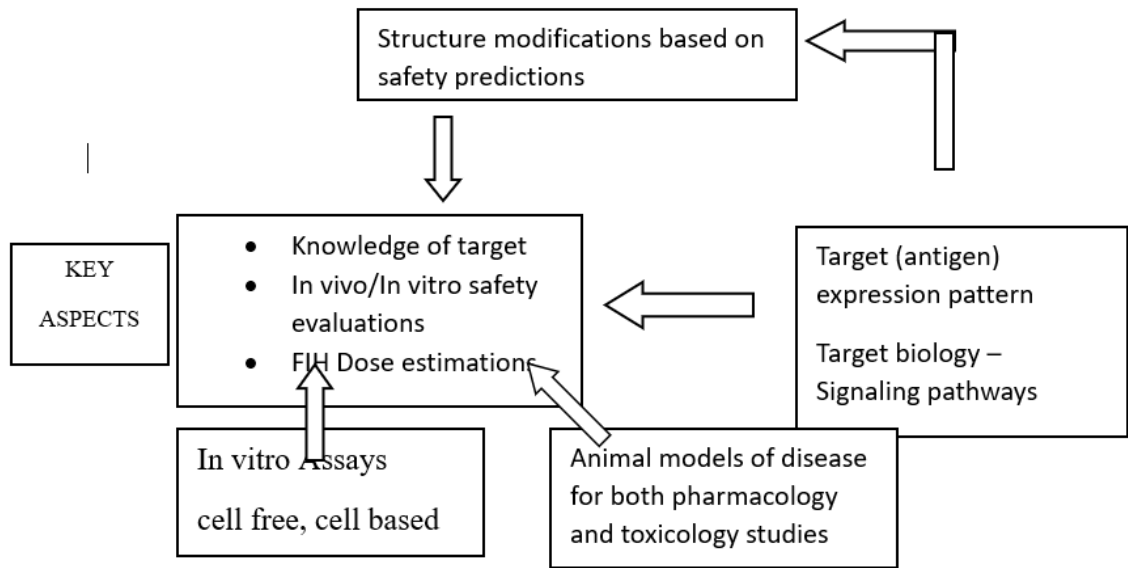 Structure modifications based on
safety predictions
KEY
ASPECTS
• Knowledge of target
• In vivo/In vitro safety
evaluations
• FIH Dose estimations
Target (antigen)
expression pattern
Target biology –
Signaling pathways
In vitro Assays
cell free, cell based
Animal models of disease
for both pharmacology
and toxicology studies